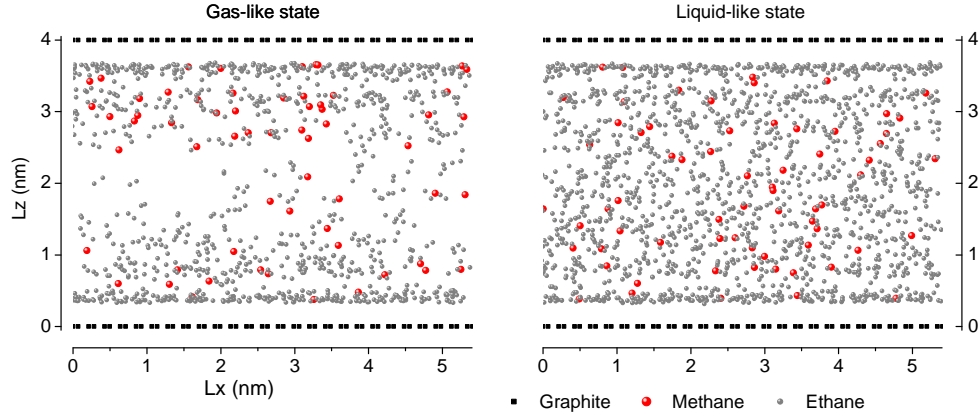 Gas-like state
Liquid-like state
4
3
2
1
0
Lz (nm)
0 1 2 3 4 5
Lx (nm)
0 1 2 3 4 5
4
3
2
1
0
Graphite Methane Ethane